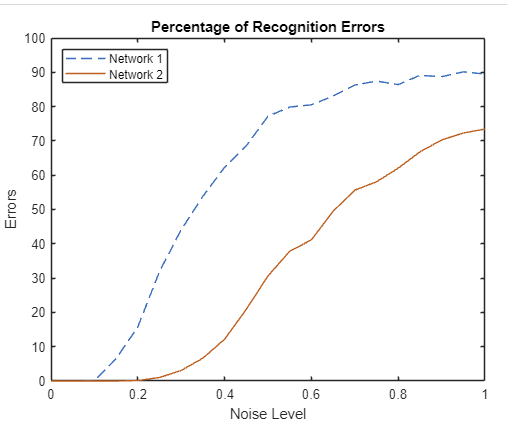 Percentage of Recognition Errors
100
90
80
70
60
50
40
30
20
10
0
Errors
Network 1
Network 2
0 0.2 0.4 0.6 0.8 1
Noise Level